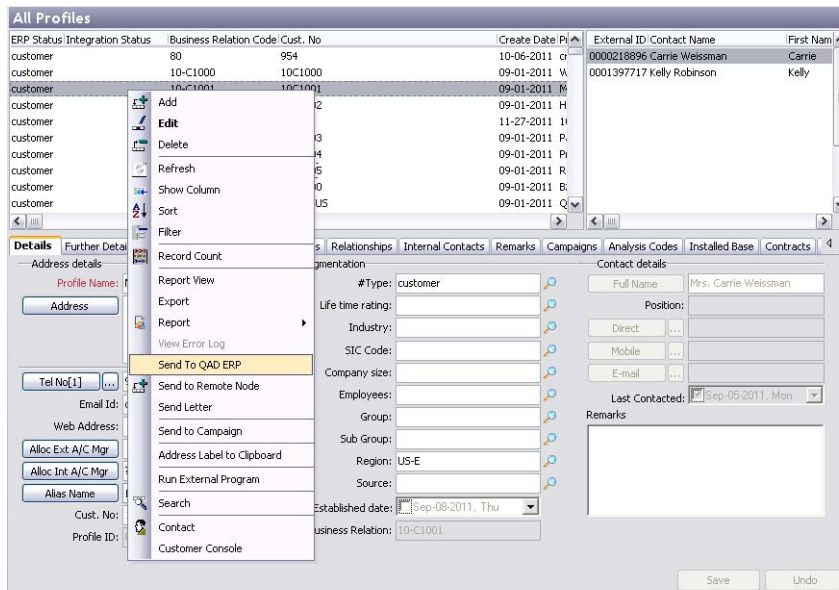 All Profiles
ERP Status Integration Status Business Relation Code Cust. No Create Date
customer 80 954 10-06-2011
customer 10-C1000 10C1000 09-01-2011 W
customer 10-C1001 10C1001 09-01-2011 M
customer 09-01-2011 H
customer 11-27-2011
customer 09-01-2011
customer 09-01-2011
customer 09-01-2011 R
customer 09-01-2011
customer US 09-01-2011 Q
External ID Contact Name First Nam
0000218896 Carrie Weissman Carrie
0001397717 Kelly Robinson Kelly
Add
Edit
Delete
Refresh
Show Column
Sort
Filter
Record Count
Report View
Export
Report
View Error Log
Send To QAD ERP
Send to Remote Node
Send Letter
Send to Campaign
Address Label to Clipboard
Run External Program
Search
Contact
Customer Console
Details Further Detai Relationships Internal Contacts Remarks Campaigns Analysis Codes Installed Base Contracts
Address details
Profile Name:
Address
Tel No[1] ...
Email Id:
Web Address:
Alloc Ext A/C Mgr
Alloc Int A/C Mgr
Alias Name
Cust. No:
Profile ID:
gmentation
#Type: customer
Life time rating:
Industry:
SIC Code:
Company size:
Employees:
Group:
Sub Group:
Region: US-E
Source:
Established date: Sep-08-2011, Thu
usiness Relation: 10-C1001
Contact details
Full Name Mrs. Carrie Weissman
Position:
Direct ...
Mobile ...
E-mail ...
Last Contacted: Sep-05-2011, Mon
Remarks
Save Undo